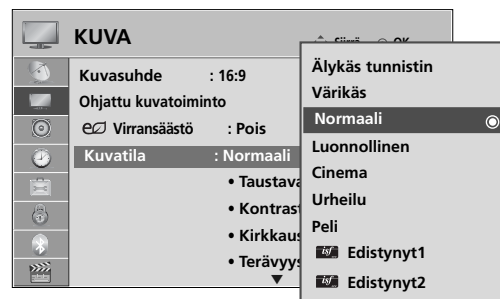 KUVA
OK
Kuvasuhde : 16:9
Ohjattu kuvatoiminto
Virransäästö : Pois
Kuvatila : Normaali
• Taustava
• Kontrast
• Kirkkaus
• Terävyys
Älykäs tunnistin
Värikäs
Normaali
Luonnollinen
Cinema
Urheilu
Peli
isf Edistynyt1
isf Edistynyt2